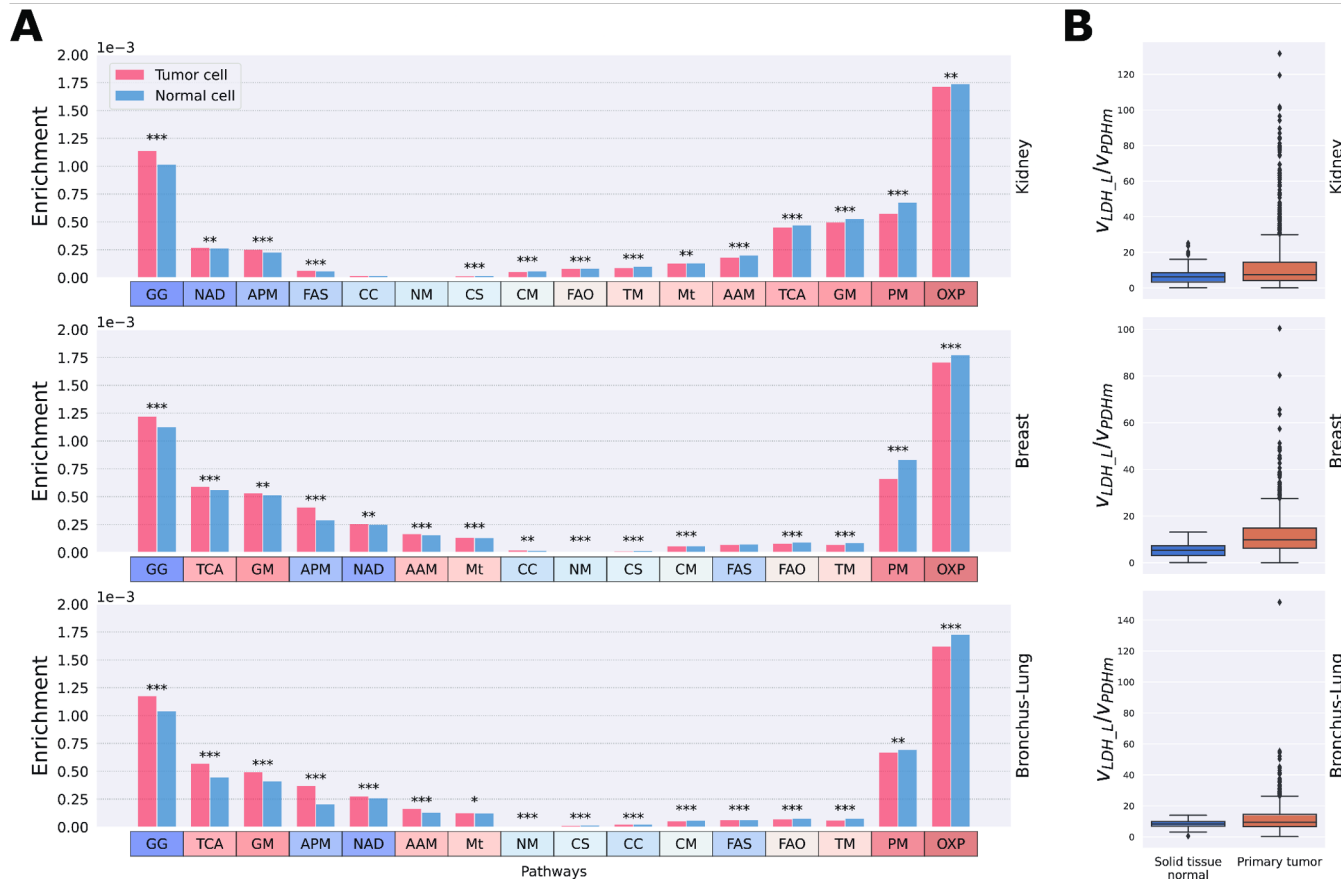 A
B
1e−3
2.00
1.75
1.50
1.25
1.00
0.75
0.50
0.25
0.00
Enrichment
Tumor cell
Normal cell
*** ** *** *** *** *** *** *** ** *** *** *** *** **
GG NAD APM FAS CC NM CS CM FAO TM Mt AAM TCA GM PM OXP
Kidney
1e−3
2.00
1.75
1.50
1.25
1.00
0.75
0.50
0.25
0.00
Enrichment
*** *** ** *** ** *** *** ** *** *** *** *** *** *** ***
GG TCA GM APM NAD AAM Mt CC NM CS CM FAS FAO TM PM OXP
Breast
1e−3
2.00
1.75
1.50
1.25
1.00
0.75
0.50
0.25
0.00
Enrichment
*** *** *** *** *** *** * *** *** *** *** *** *** *** ** ***
GG TCA GM APM NAD AAM Mt NM CS CC CM FAS FAO TM PM OXP
Bronchus-Lung
Pathways
120
100
80
60
40
20
0
vLDH_L/vPDHm
Kidney
100
80
60
40
20
0
vLDH_L/vPDHm
Breast
140
120
100
80
60
40
20
0
vLDH_L/vPDHm
Bronchus-Lung
Solid tissue
normal
Primary tumor